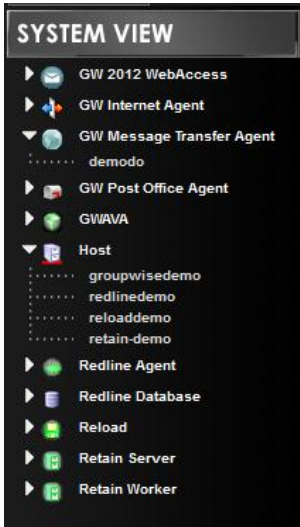 SYSTEM VIEW
GW 2012 WebAccess
GW Internet Agent
GW Message Transfer Agent
demodo
GW Post Office Agent
GWAVA
Host
groupwisedemo
redlinedemo
reloaddemo
retain-demo
Redline Agent
Redline Database
Reload
Retain Server
Retain Worker